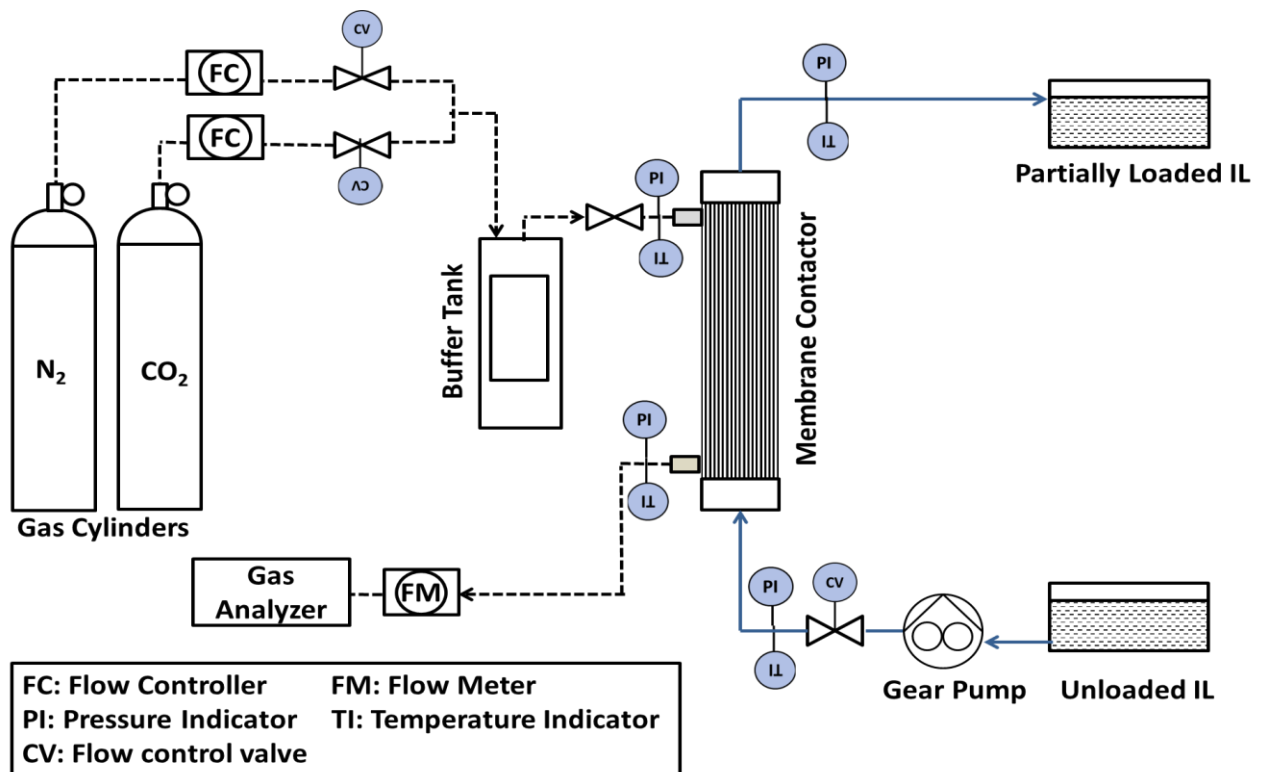 CV
FC
FC
CV
PI
TI
Partially Loaded IL
PI
TI
Buffer Tank
Membrane Contactor
N₂
CO₂
PI
TI
Gas Cylinders
Gas
Analyzer
FM
PI
TI
CV
Gear Pump
Unloaded IL
FC: Flow Controller FM: Flow Meter
PI: Pressure Indicator TI: Temperature Indicator
CV: Flow control valve